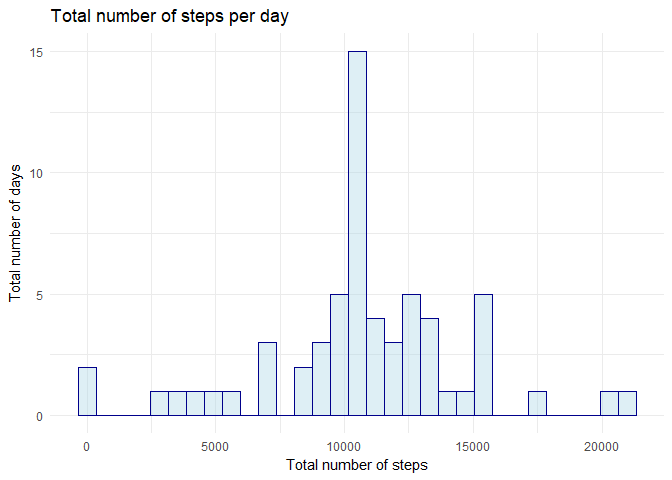 Total number of steps per day
Total number of days
15
10
5
0
0 5000 10000 15000 20000
Total number of steps